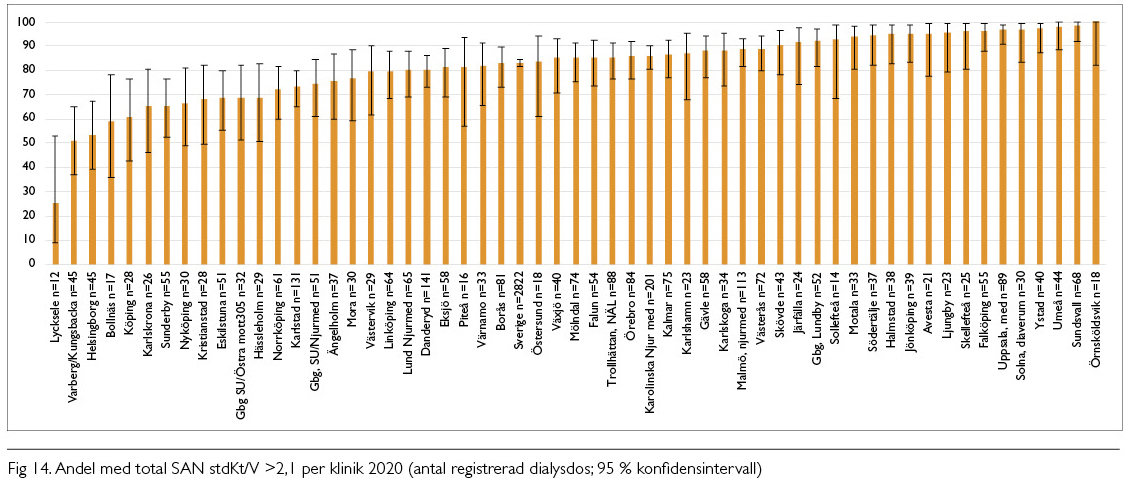 100
90
80
70
60
50
40
30
20
10
0
Lycksele n=12
Varberg/Kungsbacka n=45
Helsingborg n=45
Bollnäs n=17
Köping n=28
Karlskrona n=26
Sunderby n=55
Nyköping n=30
Kristianstad n=28
Eskilstuna n=51
Gbg SU/Östra mott305 n=32
Hässleholm n=29
Norrköping n=61
Karlstad n=131
Gbg, SU/Njurmed n=51
Ängelholm n=37
Mora n=30
Västervik n=29
Linköping n=64
Lund Njurmed n=65
Danderyd n=141
Eksjö n=58
Piteå n=16
Värnamo n=33
Borås n=81
Sverige n=2822
Östersund n=18
Växjö n=40
Mölndal n=74
Falun n=54
Trollhättan, NÄL n=88
Örebro n=84
Karolinska Njur med n=201
Kalmar n=75
Karlshamn n=23
Gävle n=58
Karlskoga n=34
Malmö, njurmed n=113
Västerås n=72
Skövde n=43
Järfälla n=24
Gbg, Lundby n=52
Sollefteå n=14
Motala n=33
Södertälje n=37
Halmstad n=38
Jönköping n=39
Avesta n=21
Ljungby n=23
Skellefteå n=25
Falköping n=55
Uppsala, med n=89
Solna, diaverum n=30
Ystad n=40
Umeå n=44
Sundsvall n=68
Örnsköldsvik n=18
Fig 14. Andel med total SAN stdKt/V >2,1 per klinik 2020 (antal registrerad dialysdos; 95 % konfidensintervall)